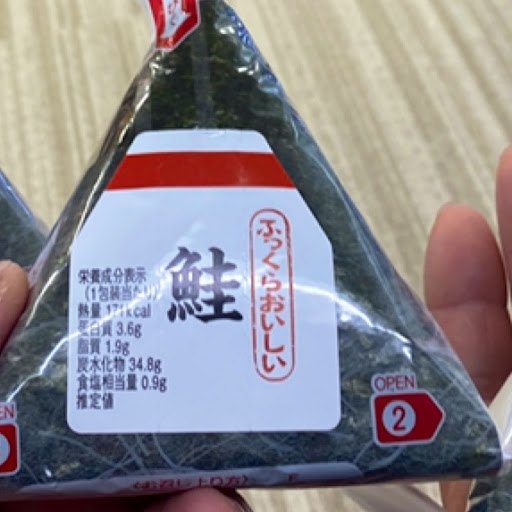 鮭
ふっくらおいしい
栄養成分表示
(1包装当たり)
熱量 171kcal
蛋白質 3.6g
脂質 1.9g
炭水化物 34.8g
食塩相当量 0.9g
推定値
OPEN
2